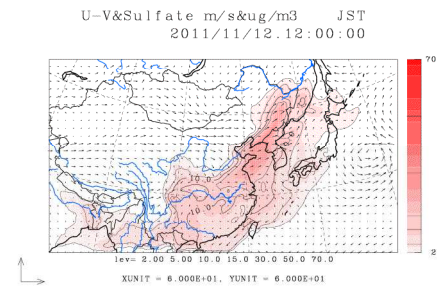 U-V&Sulfate m/s&ug/m3 JST
2011/11/12.12:00:00
70
10.0
10.0
2
lev= 2.00 5.00 10.0 15.0 30.0 50.0 70.0
XUNIT = 6.000E+01, YUNIT = 6.000E+01